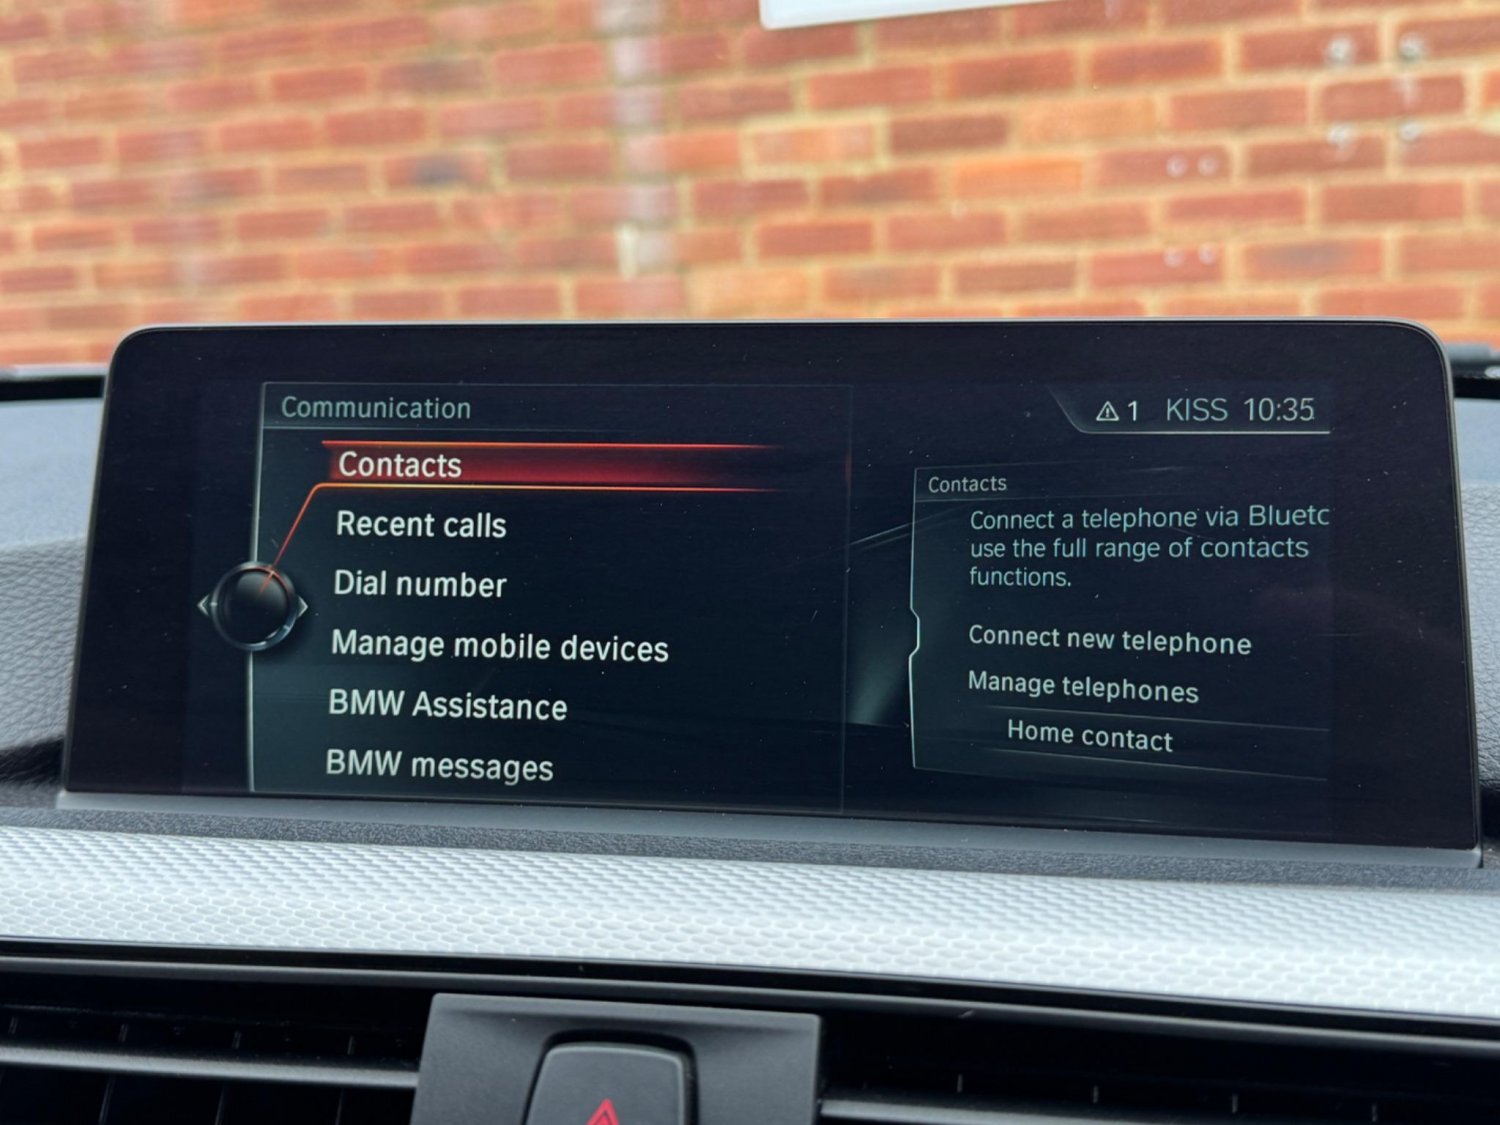 Communication
1 KISS 10:35
Contacts
Recent calls
Dial number
Manage mobile devices
BMW Assistance
BMW messages
Contacts
Connect a telephone via Bluetc
use the full range of contacts
functions.
Connect new telephone
Manage telephones
Home contact